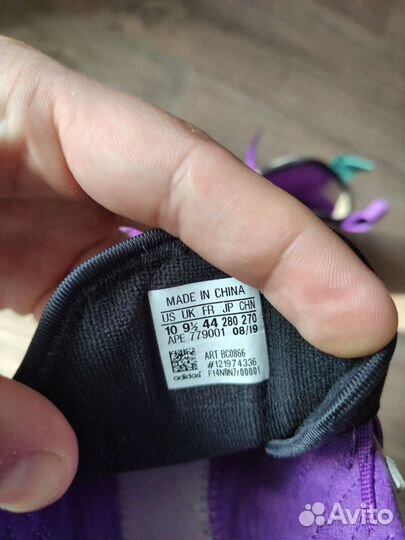 MADE IN CHINA
US UK FR JP CHN
10 9½ 44 280 270
APE 779001 08/19
ART BC0866
#121974336
F14N0N7r00001
adidas
Avito